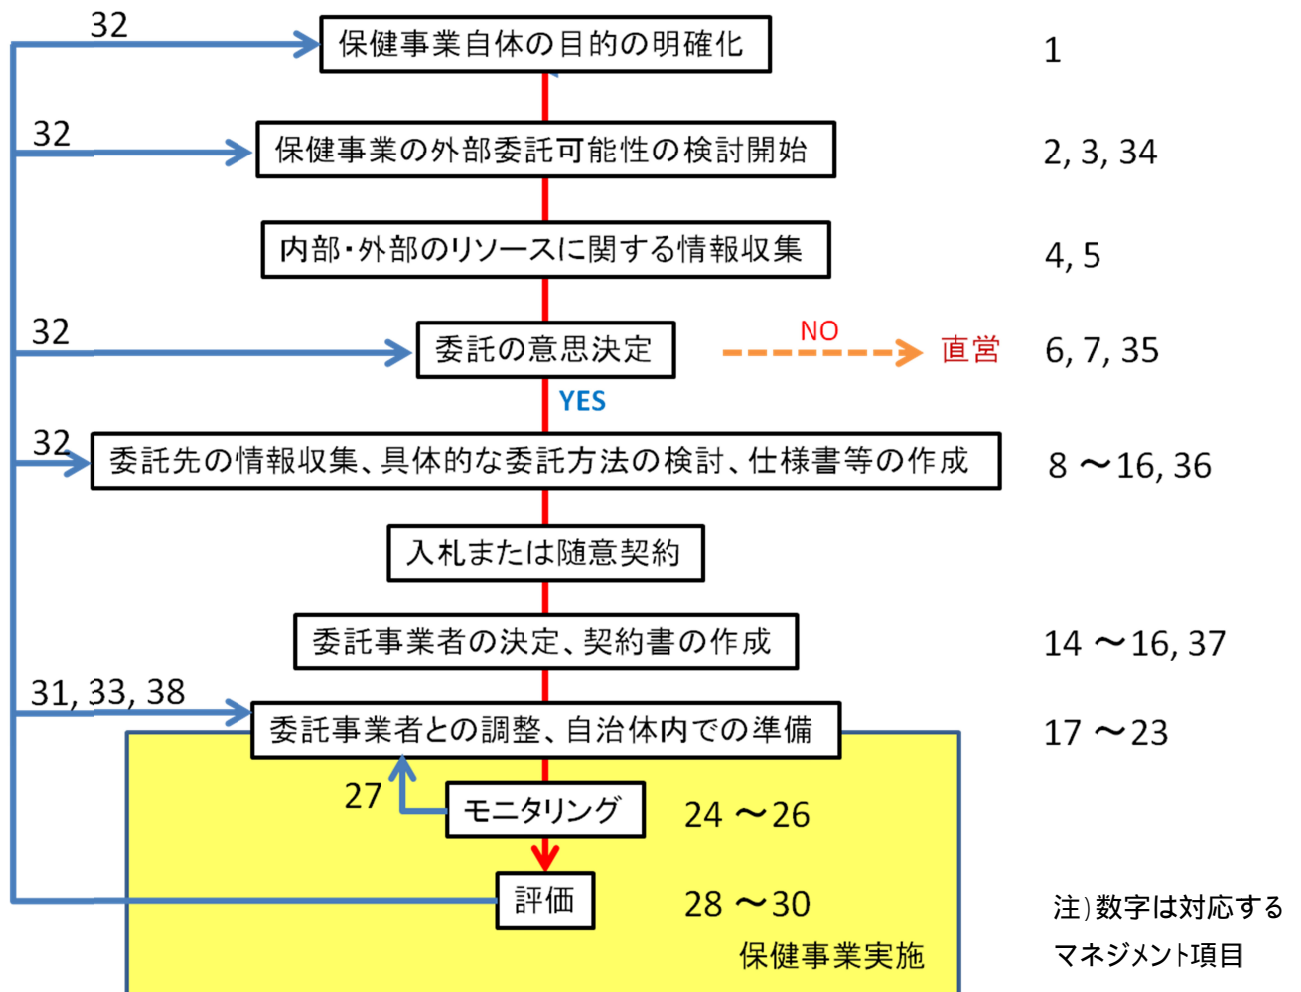 32
保健事業自体の目的の明確化
1
32
保健事業の外部委託可能性の検討開始
2, 3, 34
内部・外部のリソースに関する情報収集
4, 5
32
委託の意思決定
NO
直営
6, 7, 35
YES
32
委託先の情報収集、具体的な委託方法の検討、仕様書等の作成
8 ～16, 36
入札または随意契約
委託事業者の決定、契約書の作成
14 ～16, 37
31, 33, 38
委託事業者との調整、自治体内での準備
17 ～23
27
モニタリング
24 ～26
評価
28 ～30
保健事業実施
注）数字は対応する
マネジメント項目